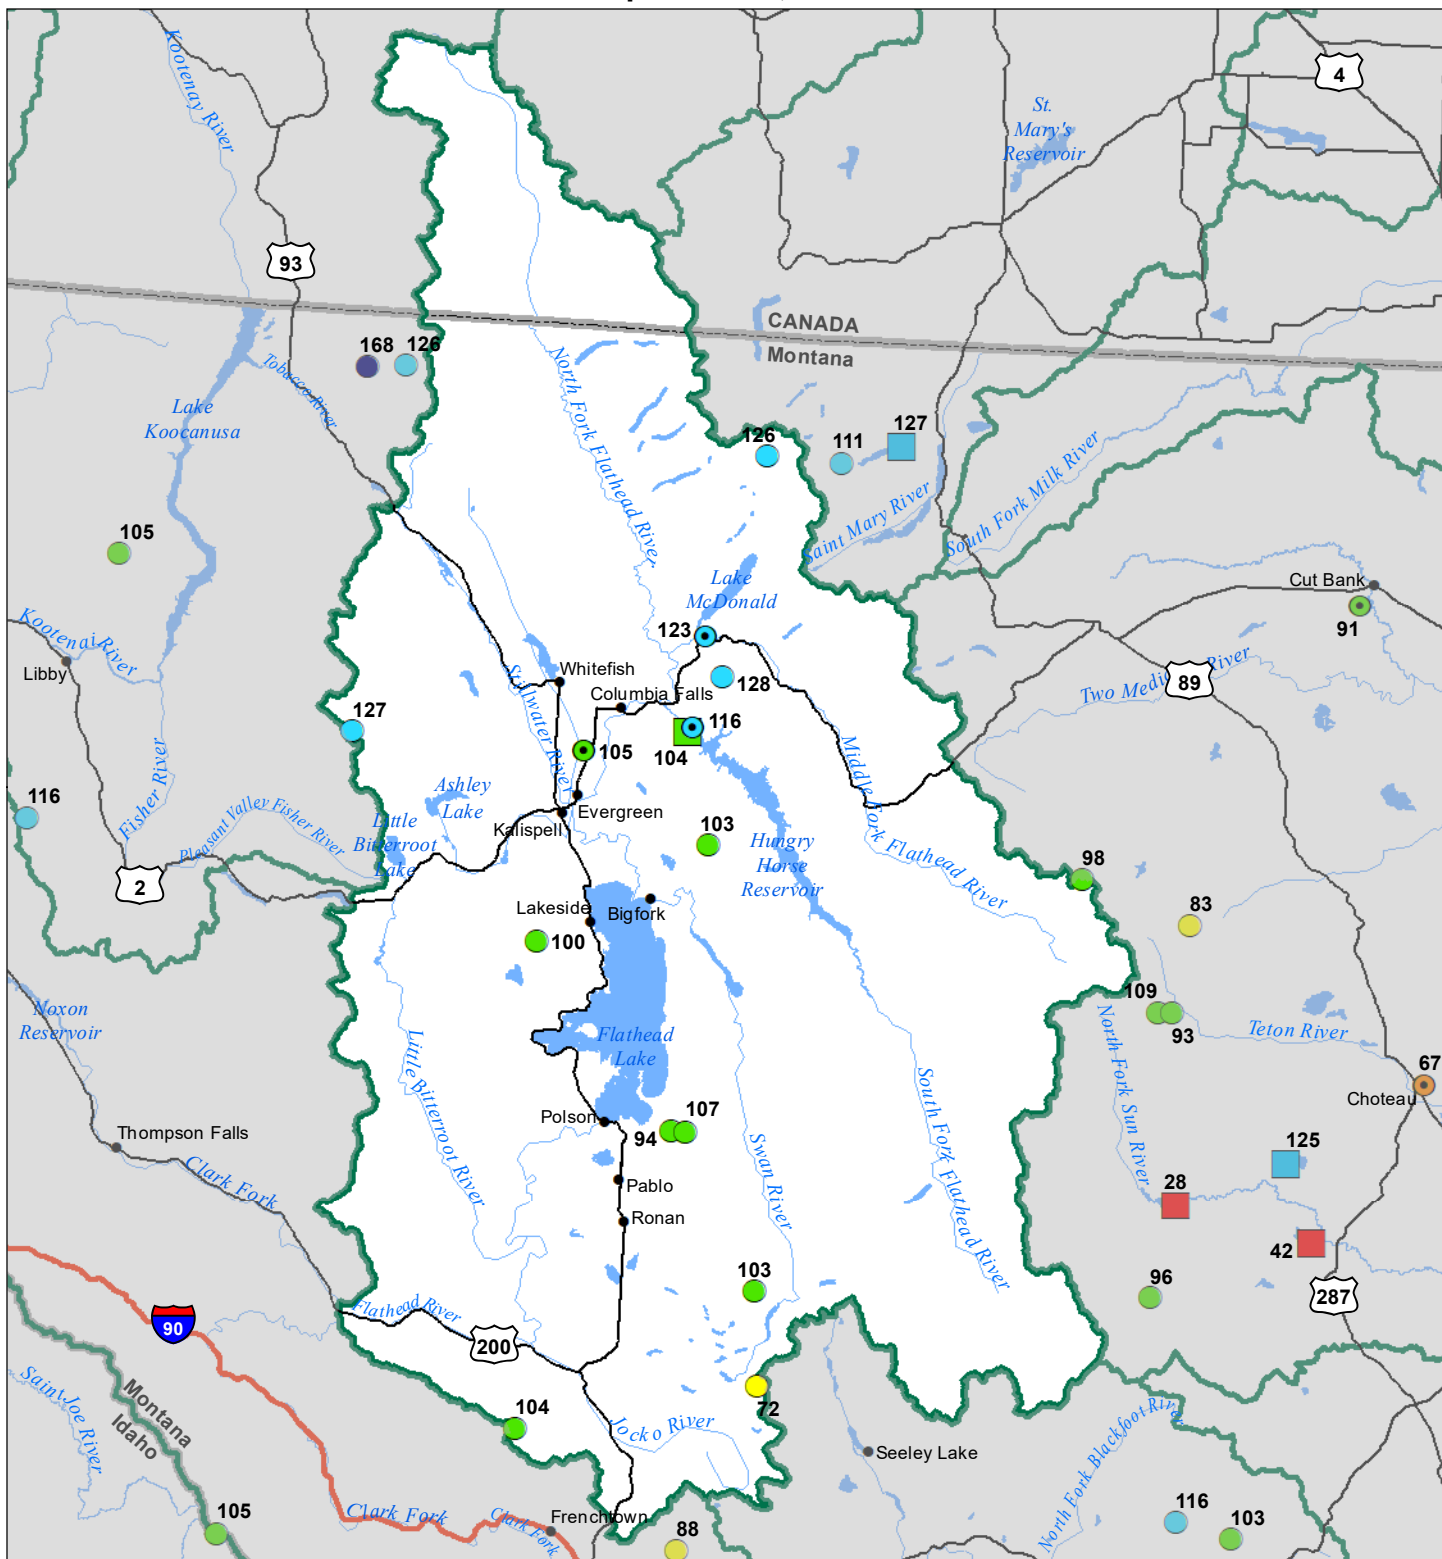 Kootenay River
St.
Mary's
Reservoir
4
93
CANADA
Montana
168
126
Tobacco River
North Fork Flathead River
Lake
Koocanusa
126
111
127
Saint Mary River
South Fork Milk River
105
Lake
McDonald
Cut Bank
91
Kootenai River
Libby
123
Whitefish
128
Columbia Falls
Stillwater River
Two Medi
River
89
127
116
104
105
Middle Fork Flathead River
116
Fisher River
Pleasant Valley Fisher River
Ashley
Lake
Evergreen
Kalispell
Little
Bitterroot
Lake
103
Hungry
Horse
Reservoir
2
98
83
Lakeside
Bigfork
100
109
93
Noxon
Reservoir
Flathead
Lake
North Fork Sun River
Teton River
Little Bitterroot River
South Fork Flathead River
67
Choteau
Polson
94
107
Swan River
Thompson Falls
Clark Fork
125
Pablo
28
Ronan
42
103
96
287
Flathead River
90
200
Saint Joe River
Montana
Idaho
72
104
Jocko River
Seeley Lake
North Fork Blackfoot River
105
Clark Fork
Clark Fork
Frenchtown
88
116
103